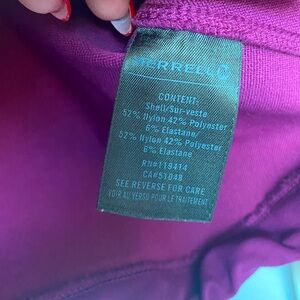 MERRELL
CONTENT:
Shell/Sur-veste
52% Nylon 42% Polyester
6% Elastane/
52% Nylon 42% Polyester
6% Elastane
RN#119414
CA#51048
SEE REVERSE FOR CARE
VOIR AU VERSO POUR LE TRAITEMENT